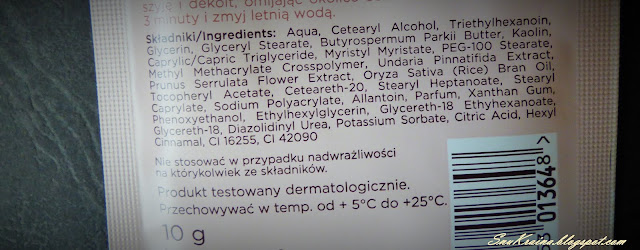 szyję i dekolt, omijając okolice
3 minuty i zmyj letnią wodą.
Składniki/Ingredients: Aqua, Cetearyl Alcohol, Triethylhexanoin,
Glycerin, Glyceryl Stearate, Butyrospermum Parkii Butter, Kaolin,
Caprylic/Capric Triglyceride, Myristyl Myristate, PEG-100 Stearate,
Methyl Methacrylate Crosspolymer, Undaria Pinnatifida Extract,
Prunus Serrulata Flower Extract, Oryza Sativa (Rice) Bran Oil,
Tocopheryl Acetate, Ceteareth-20, Stearyl Heptanoate, Stearyl
Caprylate, Sodium Polyacrylate, Allantoin, Parfum, Xanthan Gum,
Phenoxyethanol, Ethylhexylglycerin, Glycereth-18 Ethyhexanoate,
Glycereth-18, Diazolidinyl Urea, Potassium Sorbate, Citric Acid, Hexyl
Cinnamal, CI 16255, CI 42090
Nie stosować w przypadku nadwrażliwości
na którykolwiek ze składników.
Produkt testowany dermatologicznie.
Przechowywać w temp. od + 5°C do +25°C.
10 g
013648
SnuKraina.blogspot.com